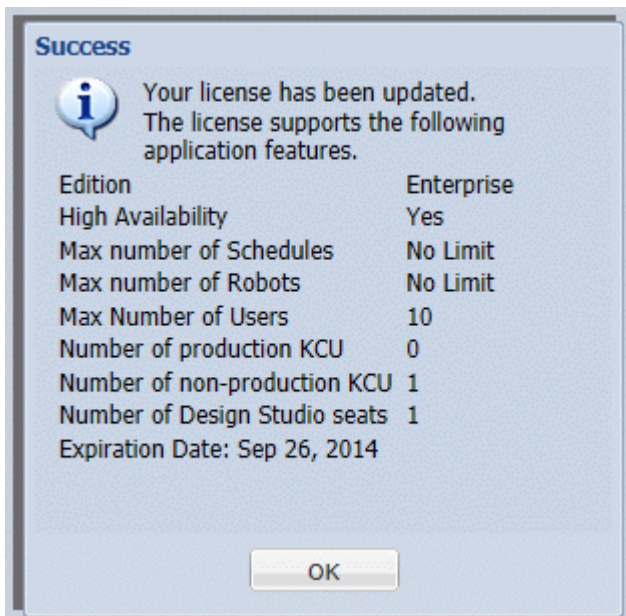 Success
Your license has been updated.
The license supports the following
application features.
Edition Enterprise
High Availability Yes
Max number of Schedules No Limit
Max number of Robots No Limit
Max Number of Users 10
Number of production KCU 0
Number of non-production KCU 1
Number of Design Studio seats 1
Expiration Date: Sep 26, 2014
OK